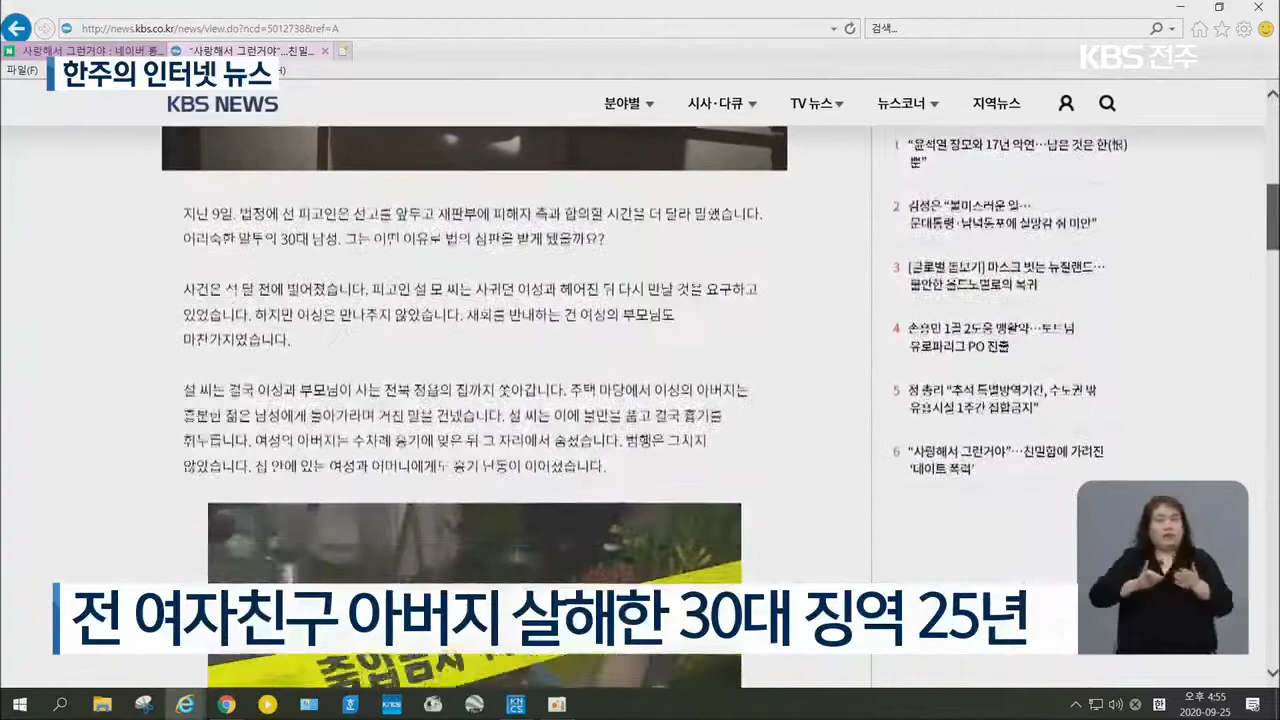 http://news.kbs.co.kr/news/view.do?ncd=5012738&ref=A
검색...
사랑해서 그런거야 : 네이버 통...
"사랑해서 그런거야"...친밀...
파일(F)
한주의 인터넷 뉴스
KBS 전주
KBS NEWS
분야별
시사·다큐
TV 뉴스
뉴스코너
지역뉴스
지난 9일. 법정에 선 피고인은 선고를 앞두고 재판부에 피해자 측과 합의할 시간을 더 달라 말했습니다.
어리숙한 말투의 30대 남성. 그는 어떤 이유로 법의 심판을 받게 됐을까요?
사건은 석 달 전에 벌어졌습니다. 피고인 설 모 씨는 사귀던 여성과 헤어진 뒤 다시 만날 것을 요구하고
있었습니다. 하지만 여성은 만나주지 않았습니다. 재회를 반대하는 건 여성의 부모님도
마찬가지였습니다.
설 씨는 결국 여성과 부모님이 사는 전북 정읍의 집까지 쫓아갑니다. 주택 마당에서 여성의 아버지는
흥분한 젊은 남성에게 돌아가라며 거친 말을 건넸습니다. 설 씨는 이에 불만을 품고 결국 흉기를
휘두릅니다. 여성의 아버지는 수차례 흉기에 맞은 뒤 그 자리에서 숨졌습니다. 범행은 그치지
않았습니다. 집 안에 있는 여성과 어머니에게도 흉기 난동이 이어졌습니다.
1 "윤석열 장모와 17년 악연…남은 것은 한(恨)
뿐"
2 김정은 "불미스러운 일…
문대통령·남녘동포에 실망감 줘 미안"
3 [글로벌 돋보기] 마스크 벗는 뉴질랜드…
불안한 올드노멀로의 복귀
4 손흥민 1골 2도움 맹활약…토트넘
유로파리그 PO 진출
5 정 총리 "추석 특별방역기간, 수도권 밖
유흥시설 1주간 집합금지"
6 "사랑해서 그런거야"…친밀함에 가려진
'데이트 폭력'
전 여자친구 아버지 살해한 30대 징역 25년
출입금지
오후 4:55
2020-09-25